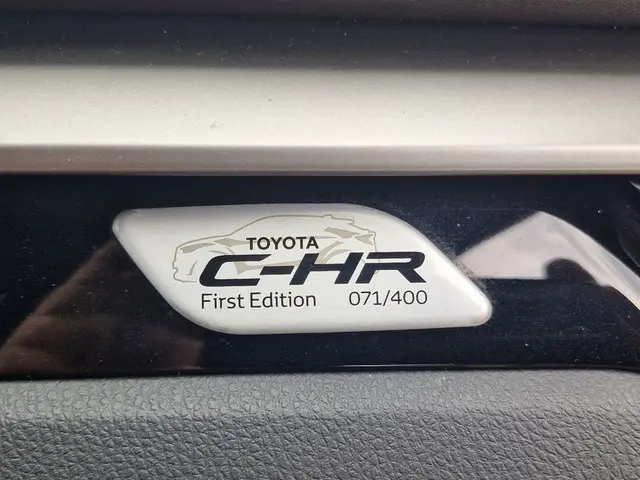 TOYOTA
C-HR
First Edition 071/400